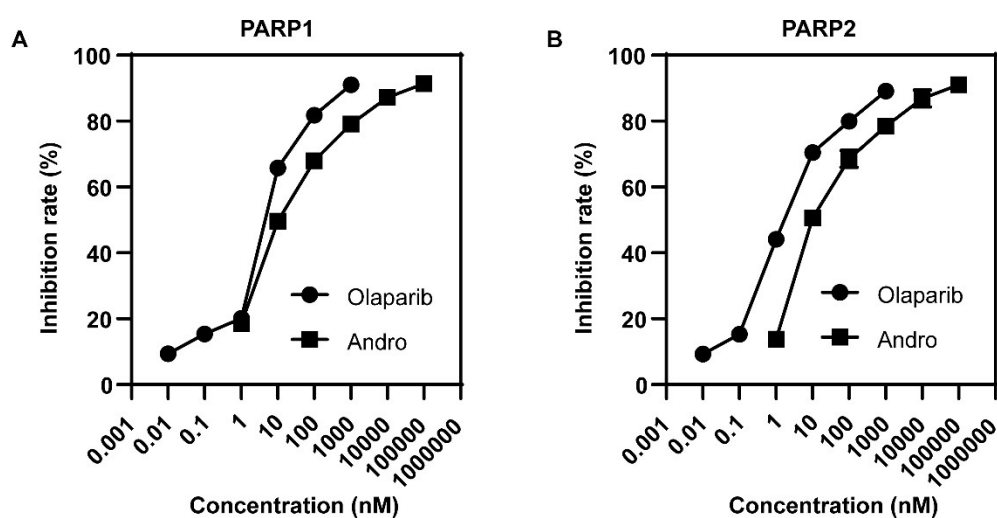 A
PARP1
Inhibition rate (%)
100
80
60
40
20
0
Olaparib
Andro
0.001
0.01
0.1
1
10
100
1000
10000
100000
1000000
Concentration (nM)
B
PARP2
Inhibition rate (%)
100
80
60
40
20
0
Olaparib
Andro
0.001
0.01
0.1
1
10
100
1000
10000
100000
1000000
Concentration (nM)